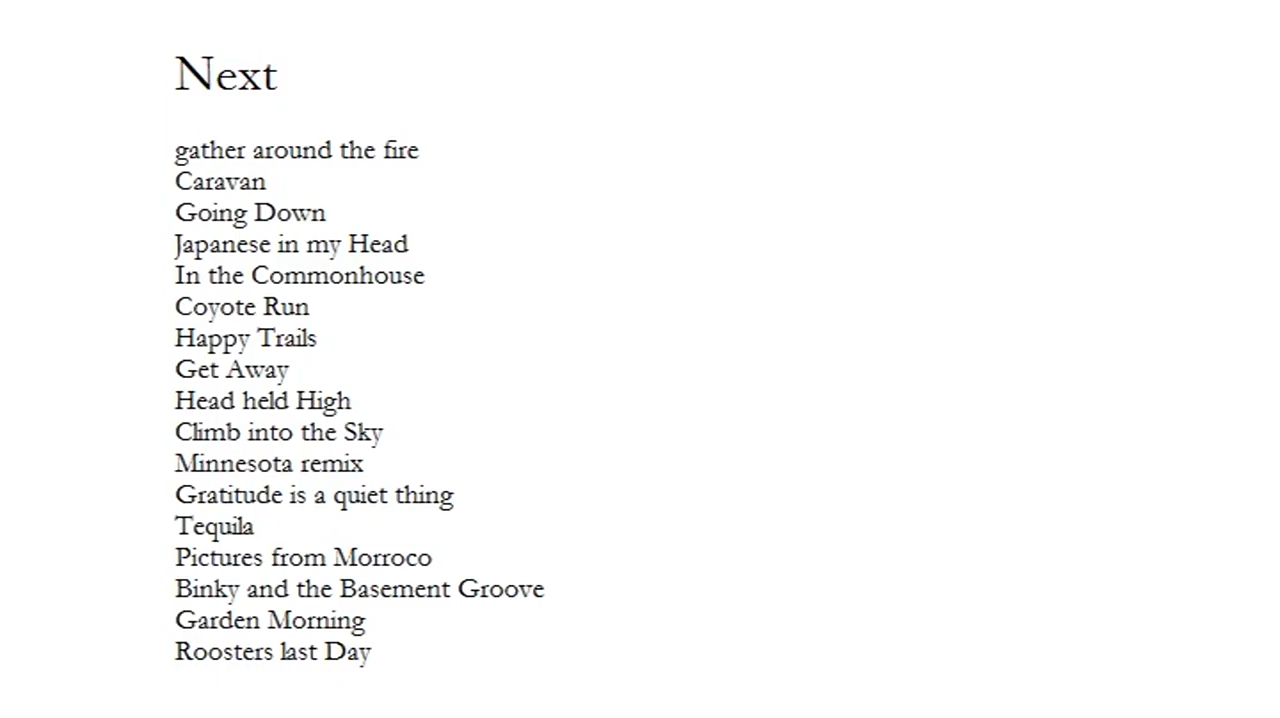 Next
gather around the fire
Caravan
Going Down
Japanese in my Head
In the Commonhouse
Coyote Run
Happy Trails
Get Away
Head held High
Climb into the Sky
Minnesota remix
Gratitude is a quiet thing
Tequila
Pictures from Morroco
Binky and the Basement Groove
Garden Morning
Roosters last Day